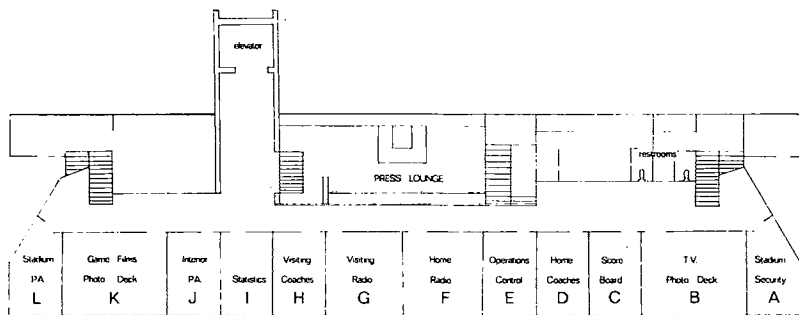 elevator
restrooms
PRESS LOUNGE
Stadium
PA
L
Game Films
Photo Deck
K
Interior
PA
J
Statistics
I
Visiting
Coaches
H
Visiting
Radio
G
Home
Radio
F
Operations
Control
E
Home
Coaches
D
Score
Board
C
T.V.
Photo Deck
B
Stadium
Security
A